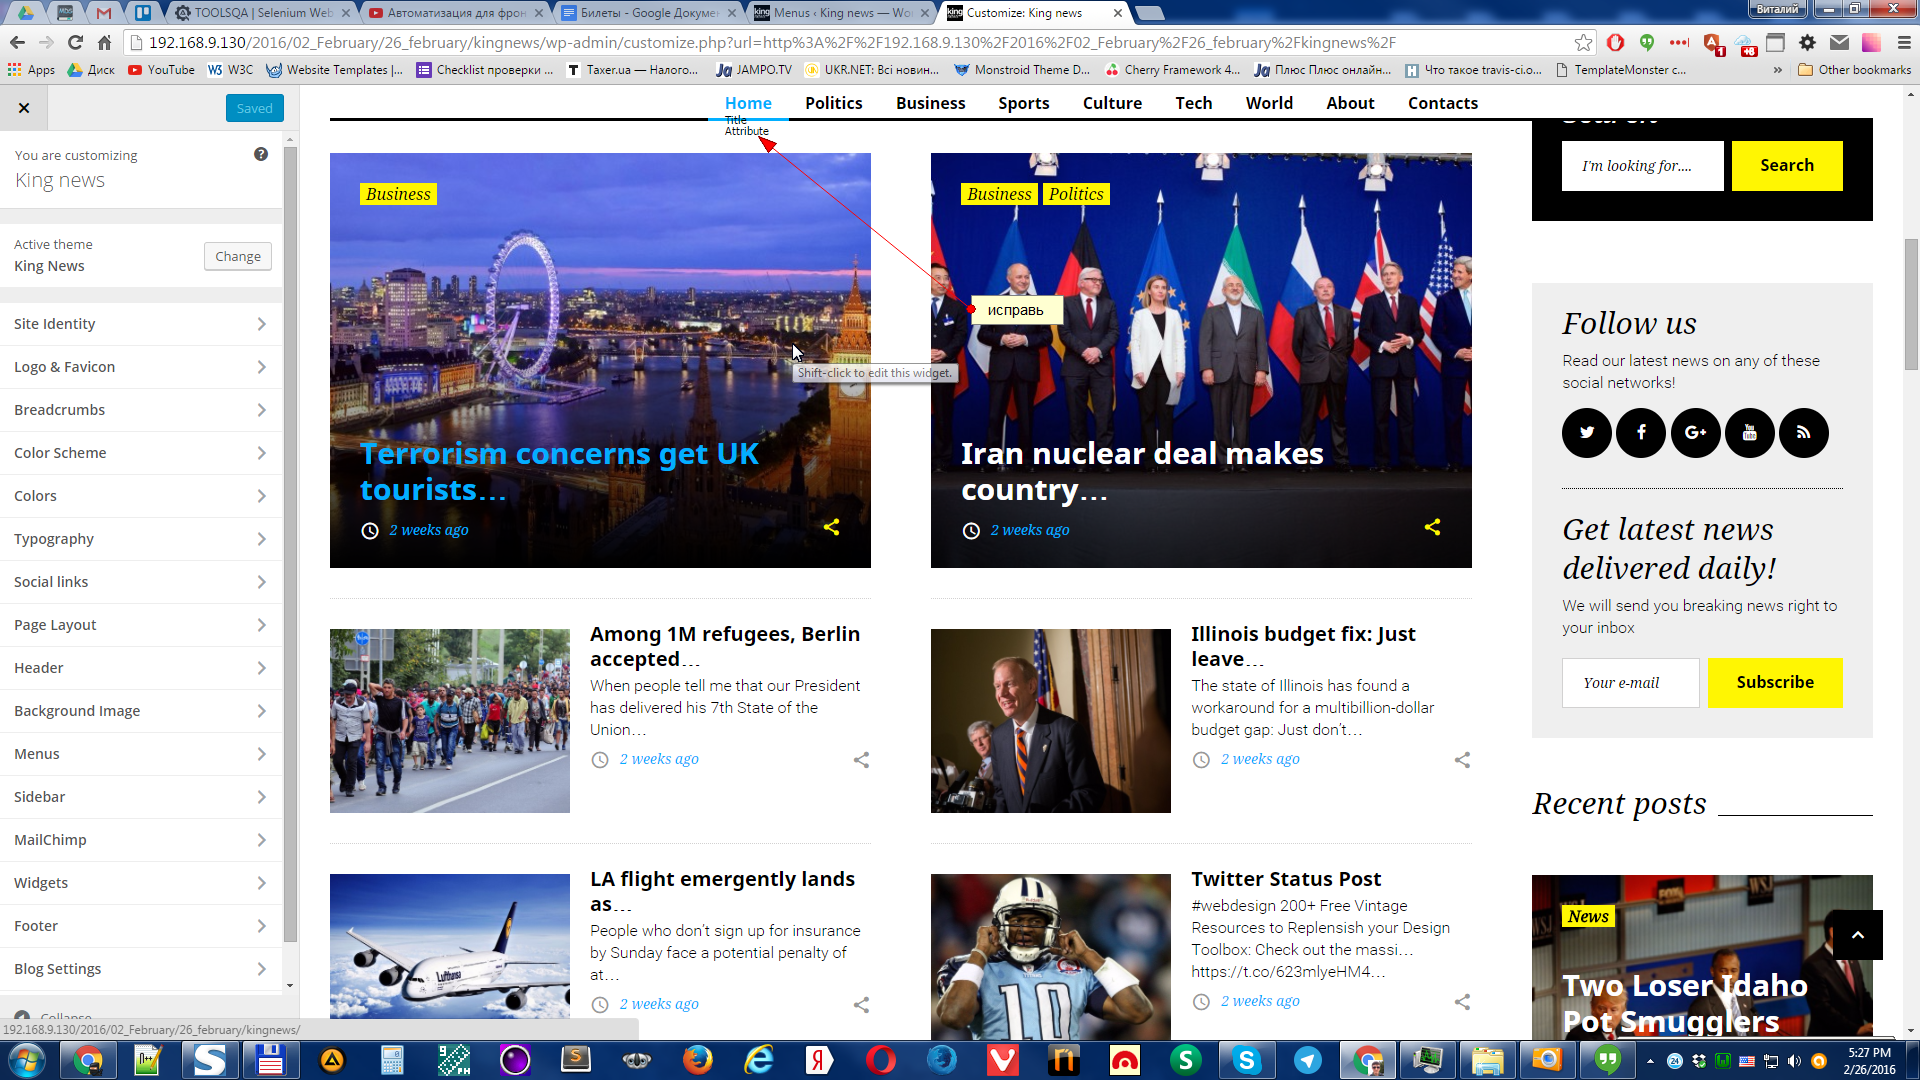 TOOLSQA | Selenium Web
Автоматизация для фрон
Билеты - Google Докумен
Menus ‹ King news — Wo
Customize: King news
Виталий
192.168.9.130/2016/02_February/26_february/kingnews/wp-admin/customize.php?url=http%3A%2F%2F192.168.9.130%2F2016%2F02_February%2F26_february%2Fkingnews%2F
Apps
Диск
YouTube
W3C
Website Templates |...
Checklist проверки ...
Taxer.ua — Налого...
JAMPO.TV
UKR.NET: Всі новин...
Monstroid Theme D...
Cherry Framework 4...
Плюс Плюс онлайн...
Что такое travis-ci.o...
TemplateMonster c...
Other bookmarks
Saved
You are customizing
King news
Active theme
King News
Change
Site Identity
Logo & Favicon
Breadcrumbs
Color Scheme
Colors
Typography
Social links
Page Layout
Header
Background Image
Menus
Sidebar
MailChimp
Widgets
Footer
Blog Settings
Collapse
192.168.9.130/2016/02_February/26_february/kingnews/
Home
Politics
Business
Sports
Culture
Tech
World
About
Contacts
Title
Attribute
Business
Terrorism concerns get UK
tourists...
2 weeks ago
Shift-click to edit this widget.
исправь
Business
Politics
Iran nuclear deal makes
country...
2 weeks ago
Among 1M refugees, Berlin
accepted...
When people tell me that our President
has delivered his 7th State of the
Union...
2 weeks ago
Illinois budget fix: Just
leave...
The state of Illinois has found a
workaround for a multibillion-dollar
budget gap: Just don't...
2 weeks ago
LA flight emergently lands
as...
People who don't sign up for insurance
by Sunday face a potential penalty of
at...
2 weeks ago
Lufthansa
10
Twitter Status Post
#webdesign 200+ Free Vintage
Resources to Replensish your Design
Toolbox: Check out the massi...
https://t.co/623mlyeHM4...
2 weeks ago
Search
I'm looking for....
Search
Follow us
Read our latest news on any of these
social networks!
Get latest news
delivered daily!
We will send you breaking news right to
your inbox
Your e-mail
Subscribe
Recent posts
News
Two Loser Idaho
Pot Smugglers
5:27 PM
2/26/2016